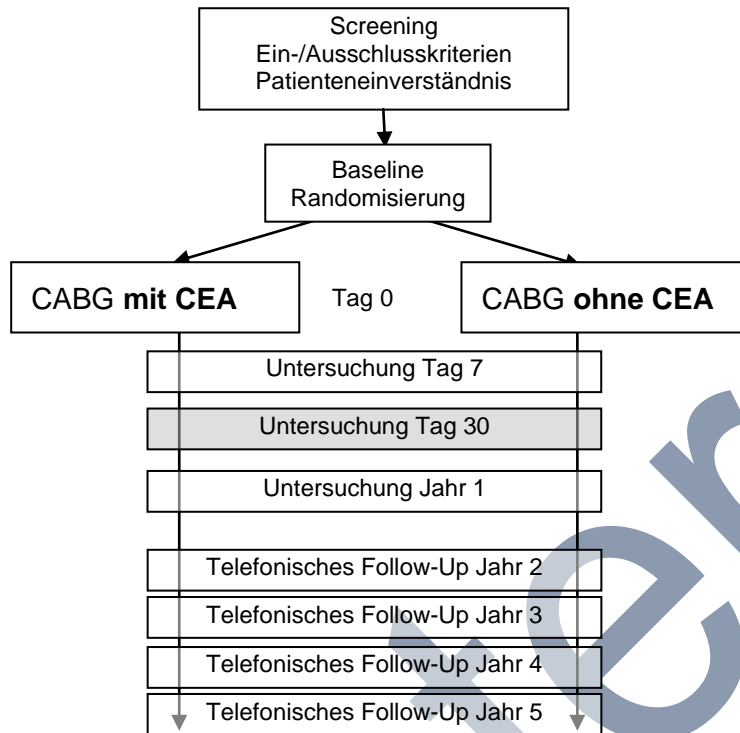 Screening
Ein-/Ausschlusskriterien
Patienteneinverständnis
Baseline
Randomisierung
CABG mit CEA
Tag 0
CABG ohne CEA
Untersuchung Tag 7
Untersuchung Tag 30
Untersuchung Jahr 1
Telefonisches Follow-Up Jahr 2
Telefonisches Follow-Up Jahr 3
Telefonisches Follow-Up Jahr 4
Telefonisches Follow-Up Jahr 5